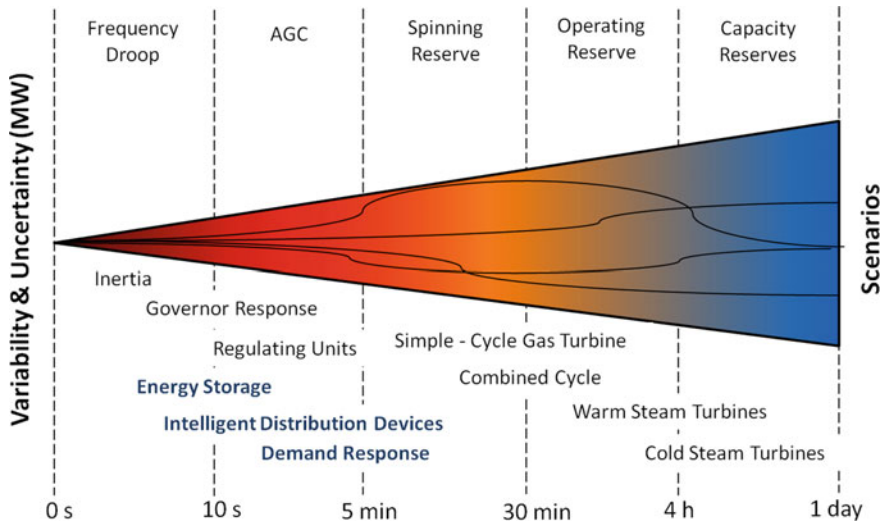 Frequency
Droop
AGC
Spinning
Reserve
Operating
Reserve
Capacity
Reserves
Variability & Uncertainty (MW)
Scenarios
Inertia
Governor Response
Regulating Units
Simple - Cycle Gas Turbine
Energy Storage
Combined Cycle
Intelligent Distribution Devices
Warm Steam Turbines
Demand Response
Cold Steam Turbines
0 s
10 s
5 min
30 min
4 h
1 day